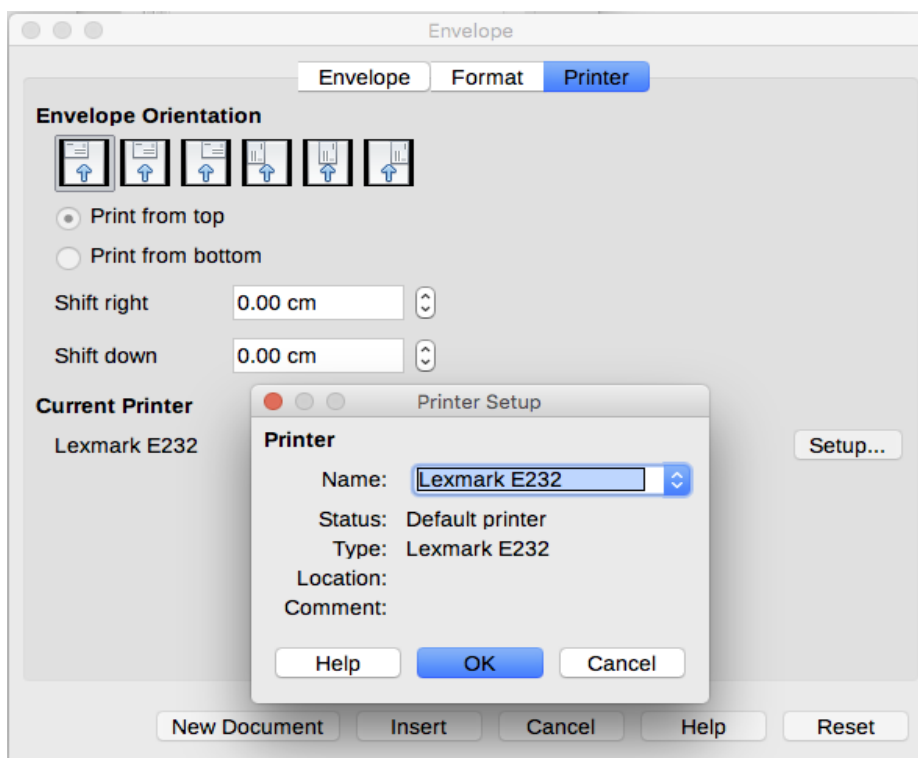 Envelope
Envelope Format Printer
Envelope Orientation
Print from top
Print from bottom
Shift right 0.00 cm
Shift down 0.00 cm
Current Printer
Lexmark E232
Setup...
Printer Setup
Printer
Name: Lexmark E232
Status: Default printer
Type: Lexmark E232
Location:
Comment:
Help OK Cancel
New Document Insert Cancel Help Reset